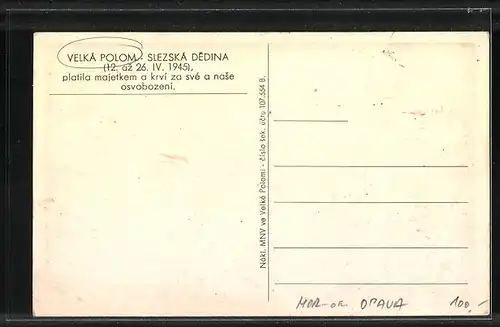 VELKÁ POLOM - SLEZSKÁ DĚDINA
(12. až 26. IV. 1945),
platila majetkem a krví za své a naše
osvobození.
Nákl. MNV ve Velké Polomi - číslo šek. účtu 107.554 B.
MOR-OR. OPAVA 100,-